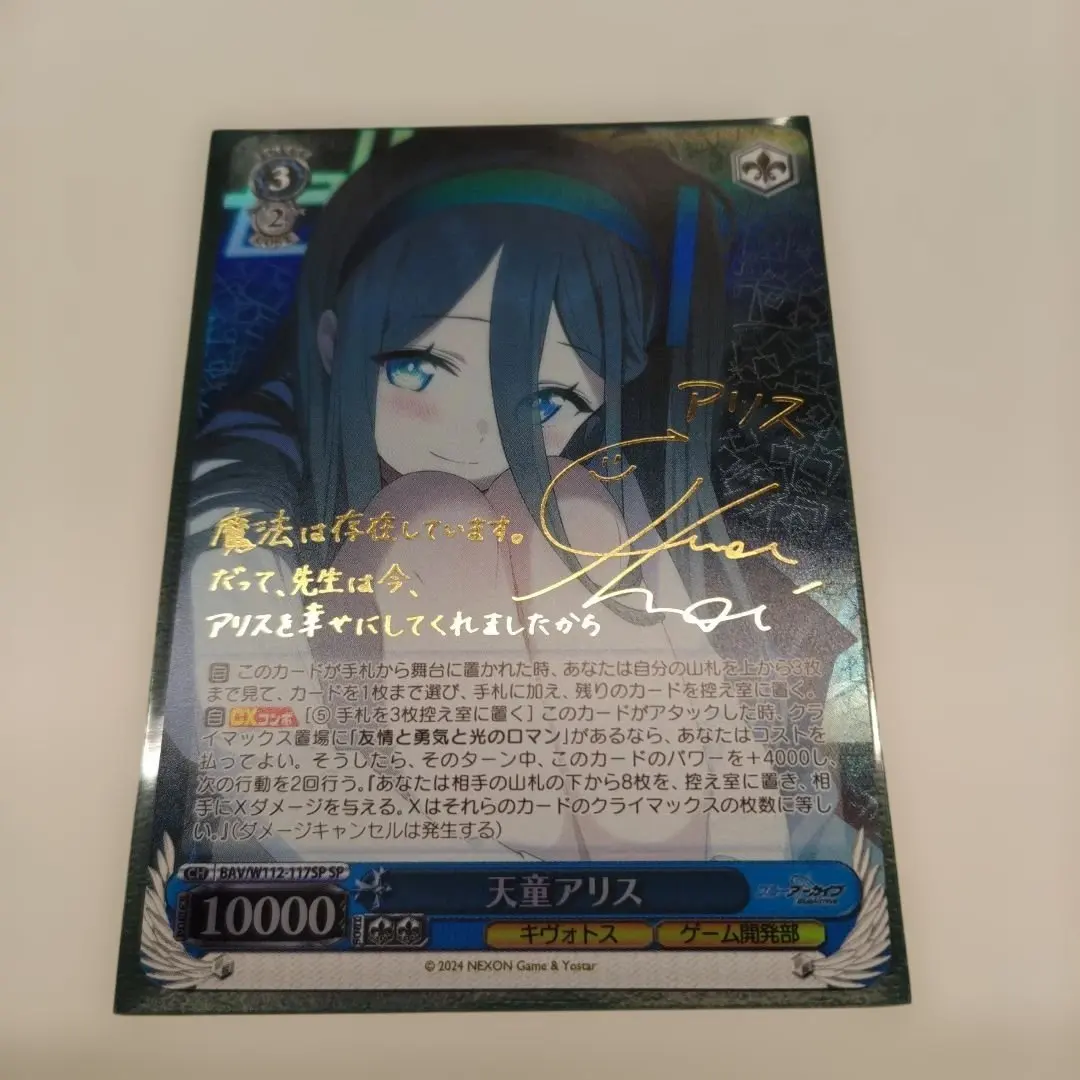 3
2
アリス
魔法は存在しています。
だって、先生は今、
アリスを幸せにしてくれましたから
自 このカードが手札から舞台に置かれた時、あなたは自分の山札を上から3枚
まで見て、カードを1枚まで選び、手札に加え、残りのカードを控え室に置く。
自 CXコンボ [⑤ 手札を3枚控え室に置く] このカードがアタックした時、クラ
イマックス置場に「友情と勇気と光のロマン」があるなら、あなたはコストを
払ってよい。そうしたら、そのターン中、このカードのパワーを+4000し、
次の行動を2回行う。『あなたは相手の山札の下から8枚を、控え室に置き、相
手にXダメージを与える。Xはそれらのカードのクライマックスの枚数に等し
い。』(ダメージキャンセルは発生する)
CH BAV/W112-117SP SP
天童アリス
ブルーアーカイブ
10000
キヴォトス ゲーム開発部
© 2024 NEXON Game & Yostar